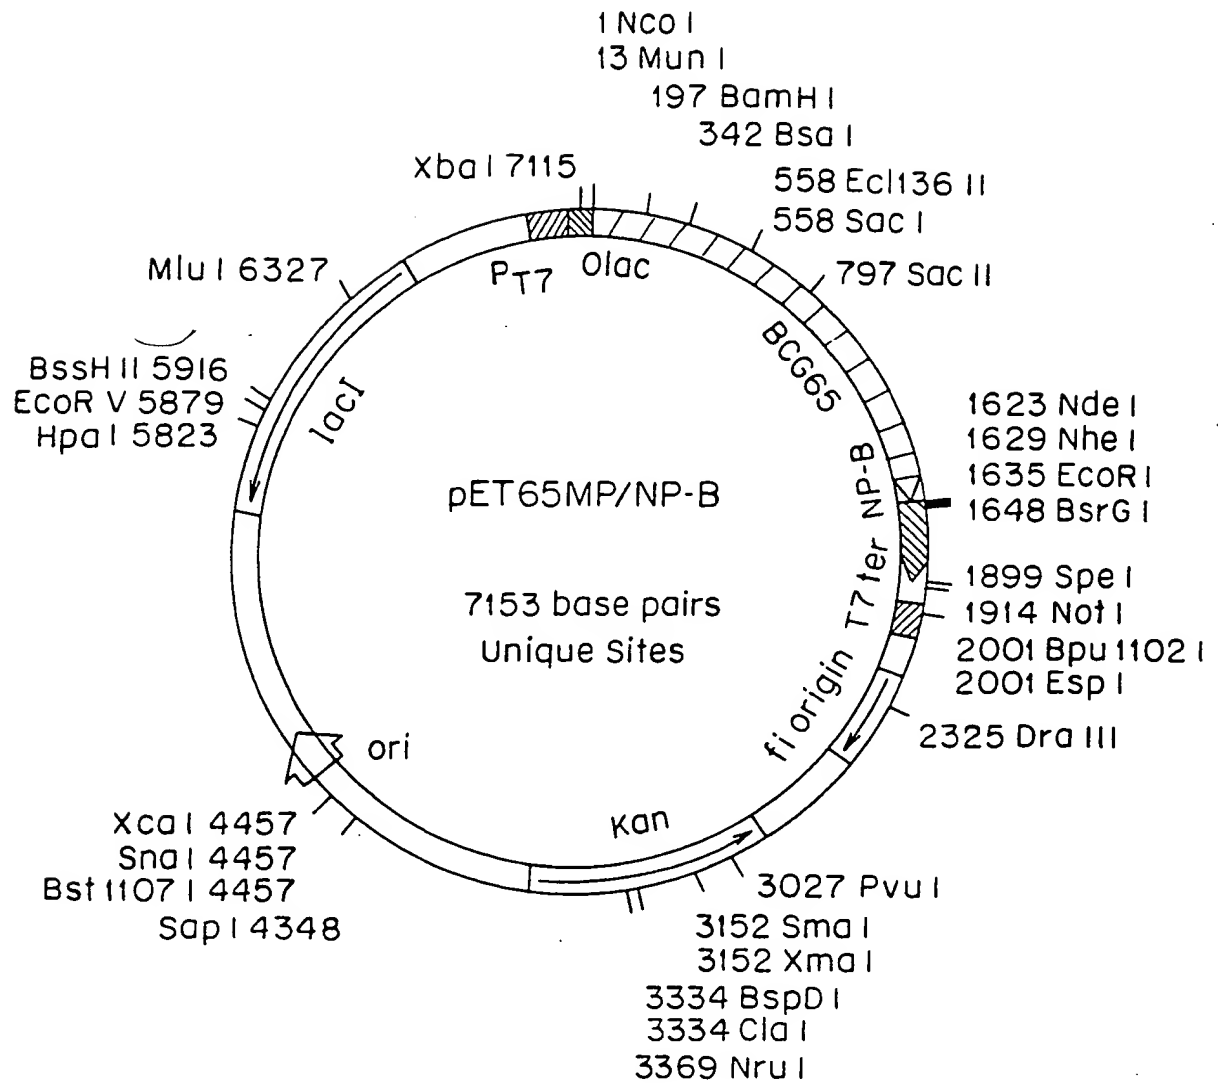 1 Nco I
13 Mun I
197 BamH I
342 Bsa I
558 Ecl136 II
558 Sac I
797 Sac II
Xba I 7115
Mlu I 6327
BssH II 5916
EcoR V 5879
Hpa I 5823
PT7
Olac
BCG65
lacI
NP-B
T7 ter
fi origin
Kan
ori
pET65MP/NP-B
7153 base pairs
Unique Sites
1623 Nde I
1629 Nhe I
1635 EcoR I
1648 BsrG I
1899 Spe I
1914 Not I
2001 Bpu 1102 I
2001 Esp I
2325 Dra III
3027 Pvu I
3152 Sma I
3152 Xma I
3334 BspD I
3334 Cla I
3369 Nru I
Xca I 4457
Sna I 4457
Bst 1107 I 4457
Sap I 4348